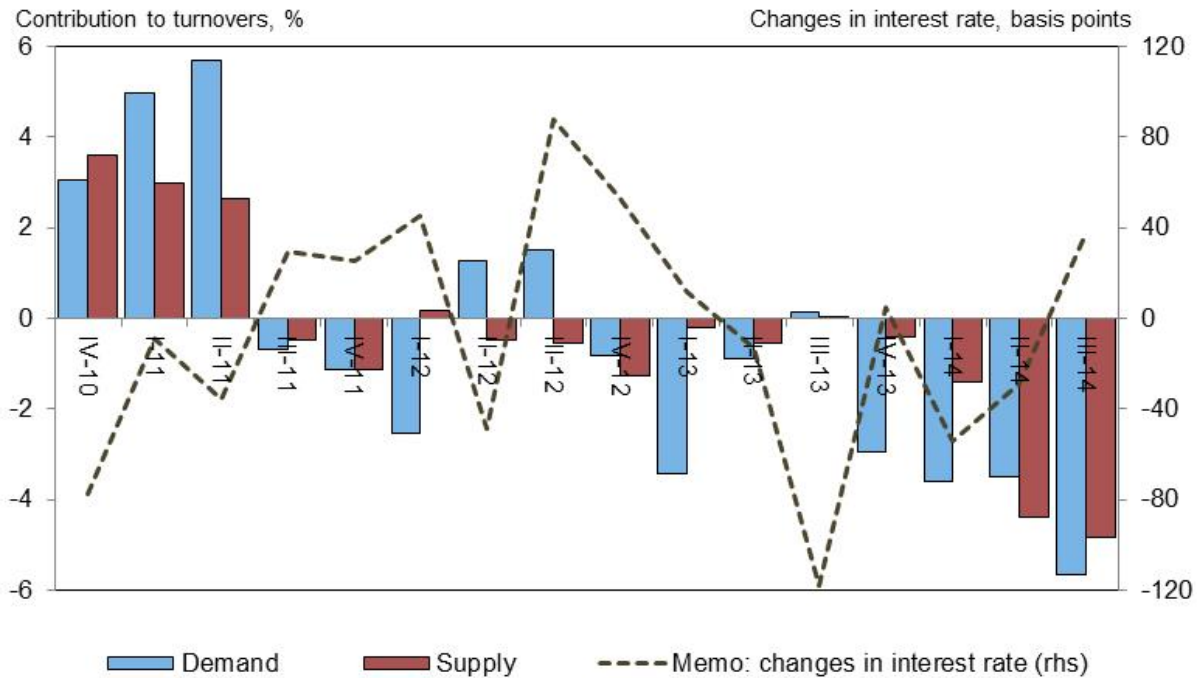 Contribution to turnovers, %
Changes in interest rate, basis points
6
4
2
0
-2
-4
-6
120
80
40
0
-40
-80
-120
IV-10
I-11
II-11
III-11
IV-11
I-12
II-12
III-12
IV-12
I-13
II-13
III-13
IV-13
I-14
II-14
III-14
Demand
Supply
Memo: changes in interest rate (rhs)